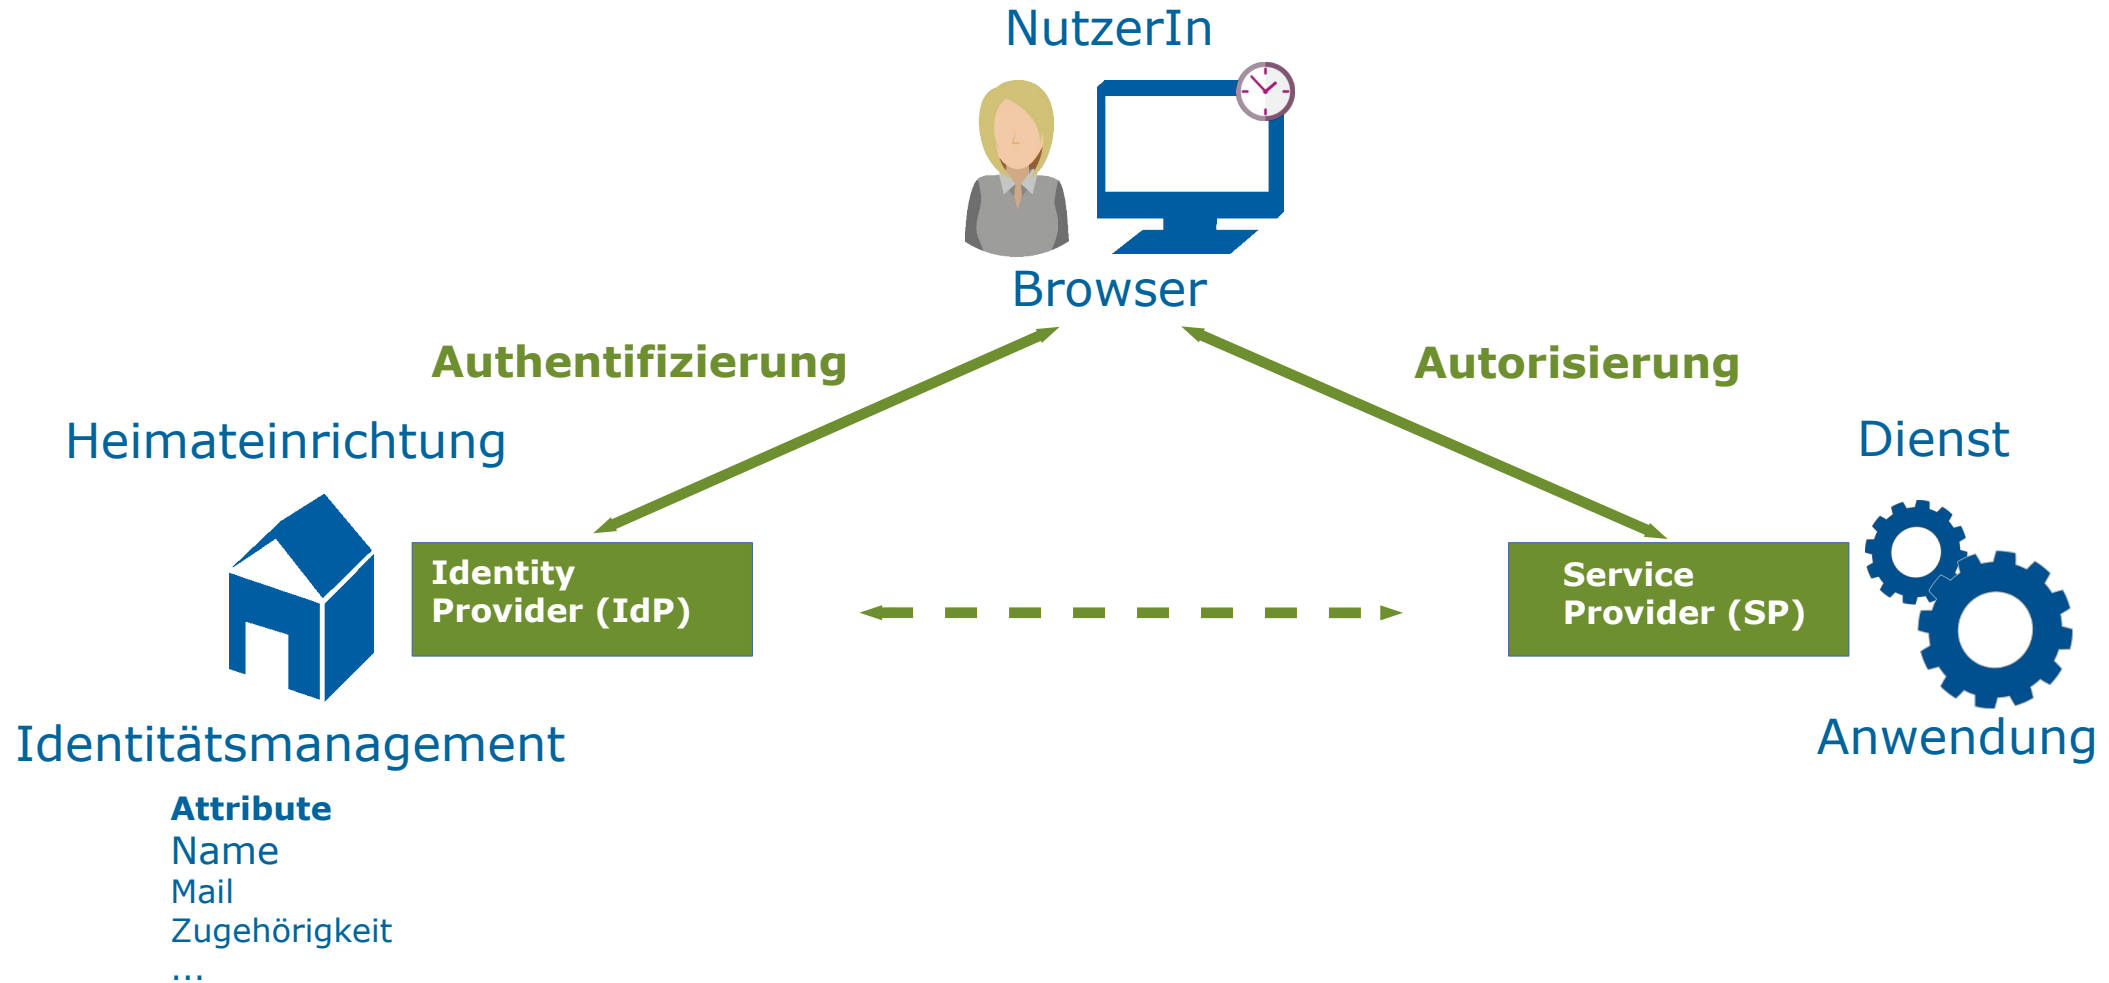 NutzerIn
Browser
Authentifizierung
Autorisierung
Heimateinrichtung
Dienst
Identity
Provider (IdP)
Service
Provider (SP)
Identitätsmanagement
Anwendung
Attribute
Name
Mail
Zugehörigkeit
...